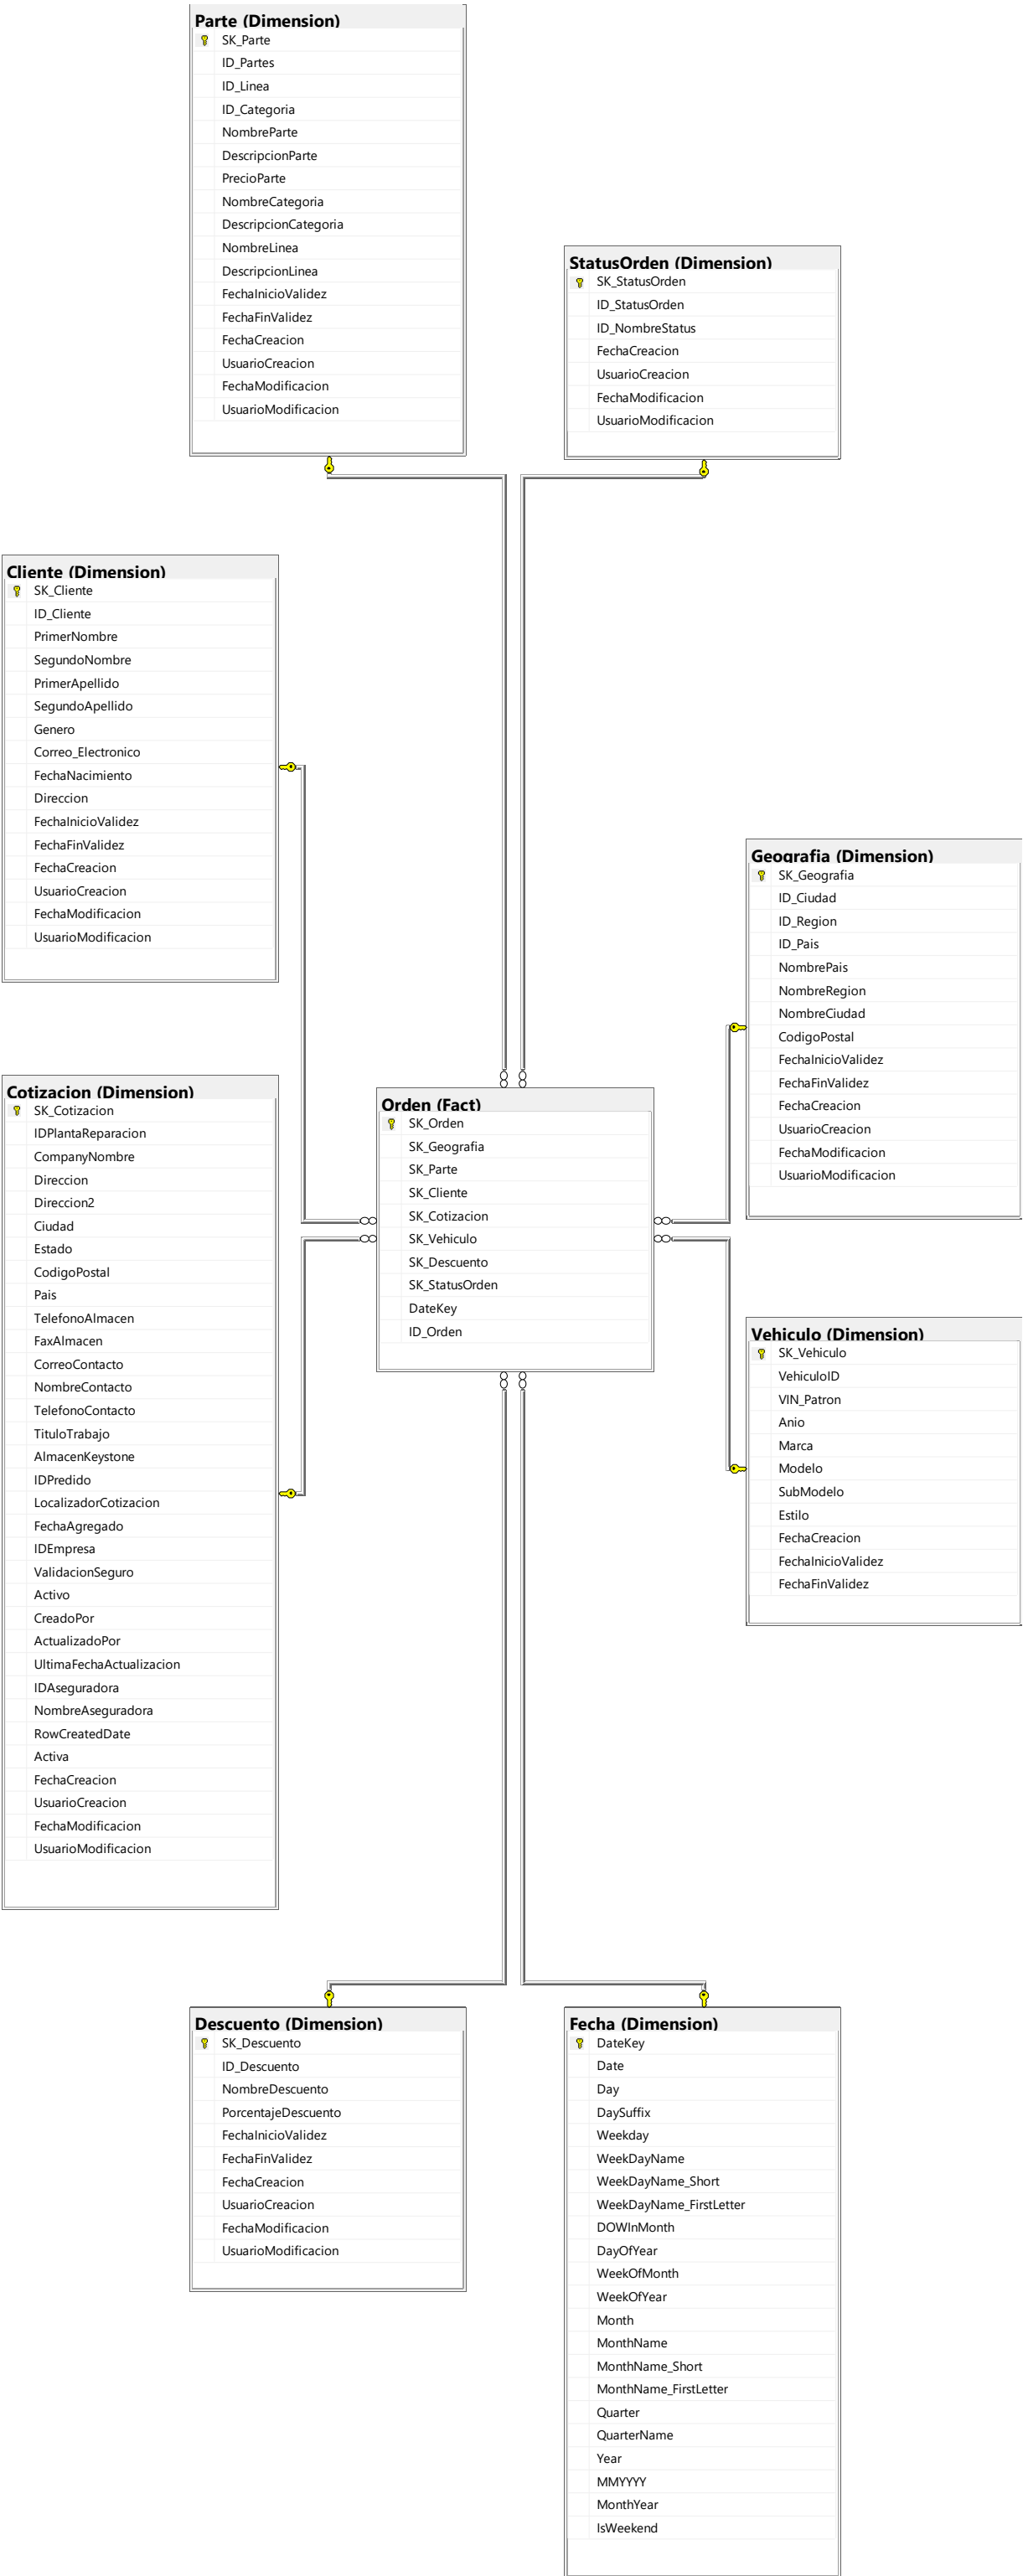 Parte (Dimension)
SK_Parte
ID_Partes
ID_Linea
ID_Categoria
NombreParte
DescripcionParte
PrecioParte
NombreCategoria
DescripcionCategoria
NombreLinea
DescripcionLinea
FechaInicioValidez
FechaFinValidez
FechaCreacion
UsuarioCreacion
FechaModificacion
UsuarioModificacion
StatusOrden (Dimension)
SK_StatusOrden
ID_StatusOrden
ID_NombreStatus
FechaCreacion
UsuarioCreacion
FechaModificacion
UsuarioModificacion
Cliente (Dimension)
SK_Cliente
ID_Cliente
PrimerNombre
SegundoNombre
PrimerApellido
SegundoApellido
Genero
Correo_Electronico
FechaNacimiento
Direccion
FechaInicioValidez
FechaFinValidez
FechaCreacion
UsuarioCreacion
FechaModificacion
UsuarioModificacion
Geografia (Dimension)
SK_Geografia
ID_Ciudad
ID_Region
ID_Pais
NombrePais
NombreRegion
NombreCiudad
CodigoPostal
FechaInicioValidez
FechaFinValidez
FechaCreacion
UsuarioCreacion
FechaModificacion
UsuarioModificacion
Cotizacion (Dimension)
SK_Cotizacion
IDPlantaReparacion
CompanyNombre
Direccion
Direccion2
Ciudad
Estado
CodigoPostal
Pais
TelefonoAlmacen
FaxAlmacen
CorreoContacto
NombreContacto
TelefonoContacto
TituloTrabajo
AlmacenKeystone
IDPredido
LocalizadorCotizacion
FechaAgregado
IDEmpresa
ValidacionSeguro
Activo
CreadoPor
ActualizadoPor
UltimaFechaActualizacion
IDAseguradora
NombreAseguradora
RowCreatedDate
Activa
FechaCreacion
UsuarioCreacion
FechaModificacion
UsuarioModificacion
Orden (Fact)
SK_Orden
SK_Geografia
SK_Parte
SK_Cliente
SK_Cotizacion
SK_Vehiculo
SK_Descuento
SK_StatusOrden
DateKey
ID_Orden
Vehiculo (Dimension)
SK_Vehiculo
VehiculoID
VIN_Patron
Anio
Marca
Modelo
SubModelo
Estilo
FechaCreacion
FechaInicioValidez
FechaFinValidez
Descuento (Dimension)
SK_Descuento
ID_Descuento
NombreDescuento
PorcentajeDescuento
FechaInicioValidez
FechaFinValidez
FechaCreacion
UsuarioCreacion
FechaModificacion
UsuarioModificacion
Fecha (Dimension)
DateKey
Date
Day
DaySuffix
Weekday
WeekDayName
WeekDayName_Short
WeekDayName_FirstLetter
DOWInMonth
DayOfYear
WeekOfMonth
WeekOfYear
Month
MonthName
MonthName_Short
MonthName_FirstLetter
Quarter
QuarterName
Year
MMYYYY
MonthYear
IsWeekend